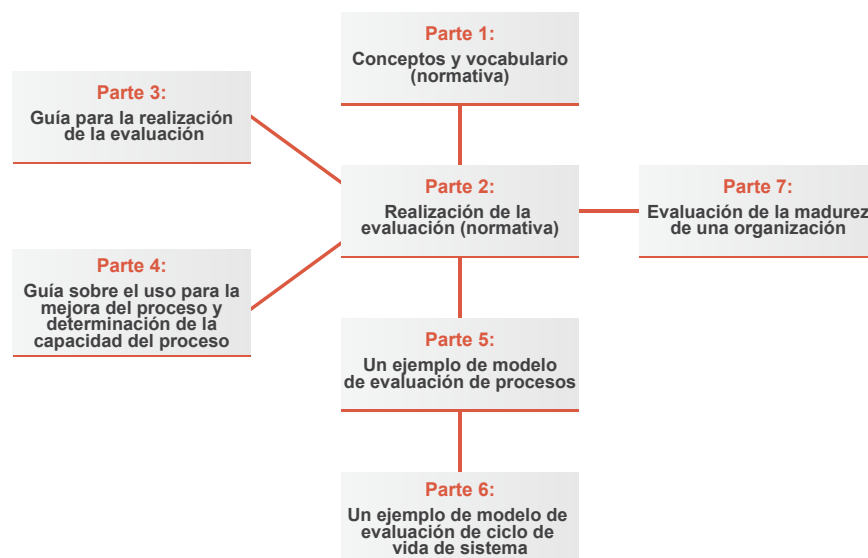 Parte 1:
Conceptos y vocabulario
(normativa)
Parte 3:
Guía para la realización
de la evaluación
Parte 2:
Realización de la
evaluación (normativa)
Parte 7:
Evaluación de la madurez
de una organización
Parte 4:
Guía sobre el uso para la
mejora del proceso y
determinación de la
capacidad del proceso
Parte 5:
Un ejemplo de modelo
de evaluación de procesos
Parte 6:
Un ejemplo de modelo de
evaluación de ciclo de
vida de sistema